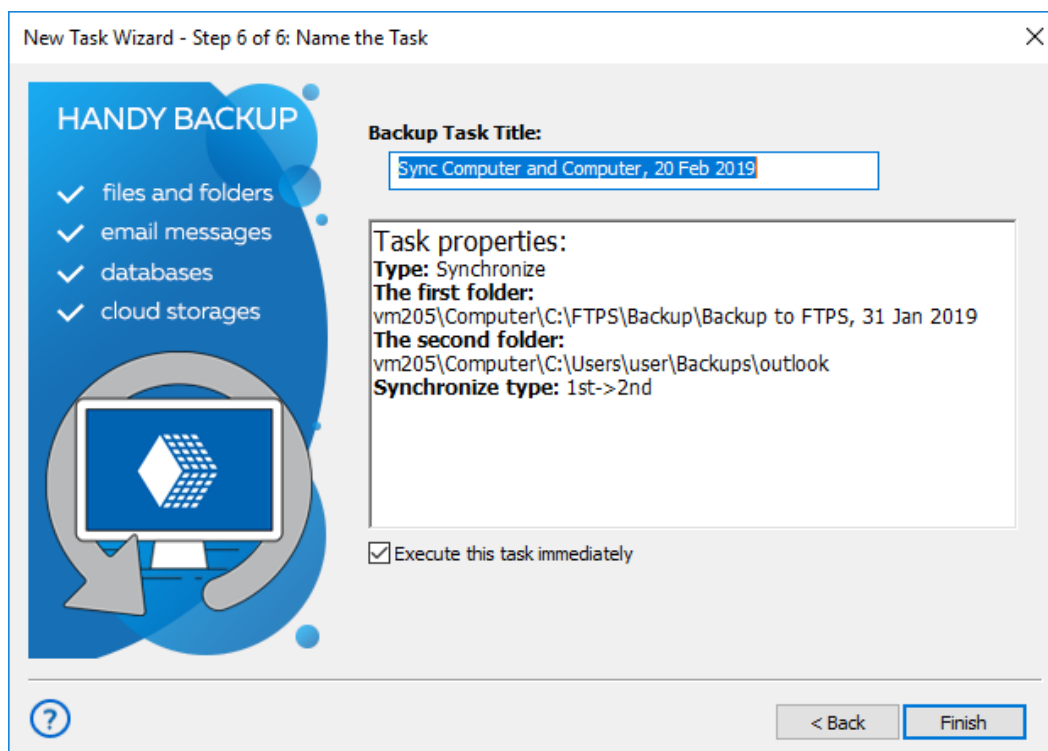 New Task Wizard - Step 6 of 6: Name the Task
HANDY BACKUP
files and folders
email messages
databases
cloud storages
Backup Task Title:
Sync Computer and Computer, 20 Feb 2019
Task properties:
Type: Synchronize
The first folder:
vm205\Computer\C:\FTPS\Backup\Backup to FTPS, 31 Jan 2019
The second folder:
vm205\Computer\C:\Users\user\Backups\outlook
Synchronize type: 1st->2nd
Execute this task immediately
?
< Back
Finish